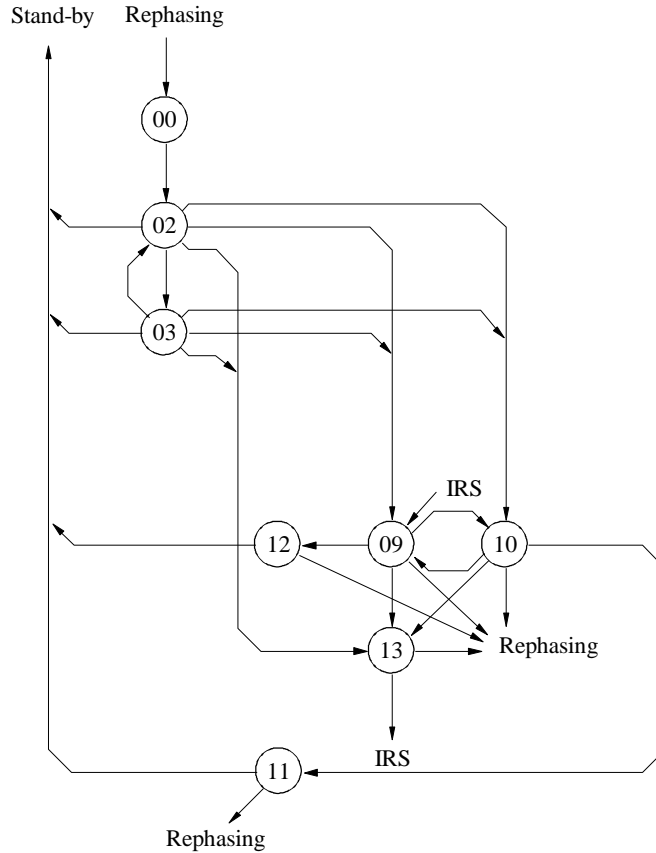 Stand-by
Rephasing
00
02
03
IRS
12
09
10
Rephasing
13
IRS
11
Rephasing